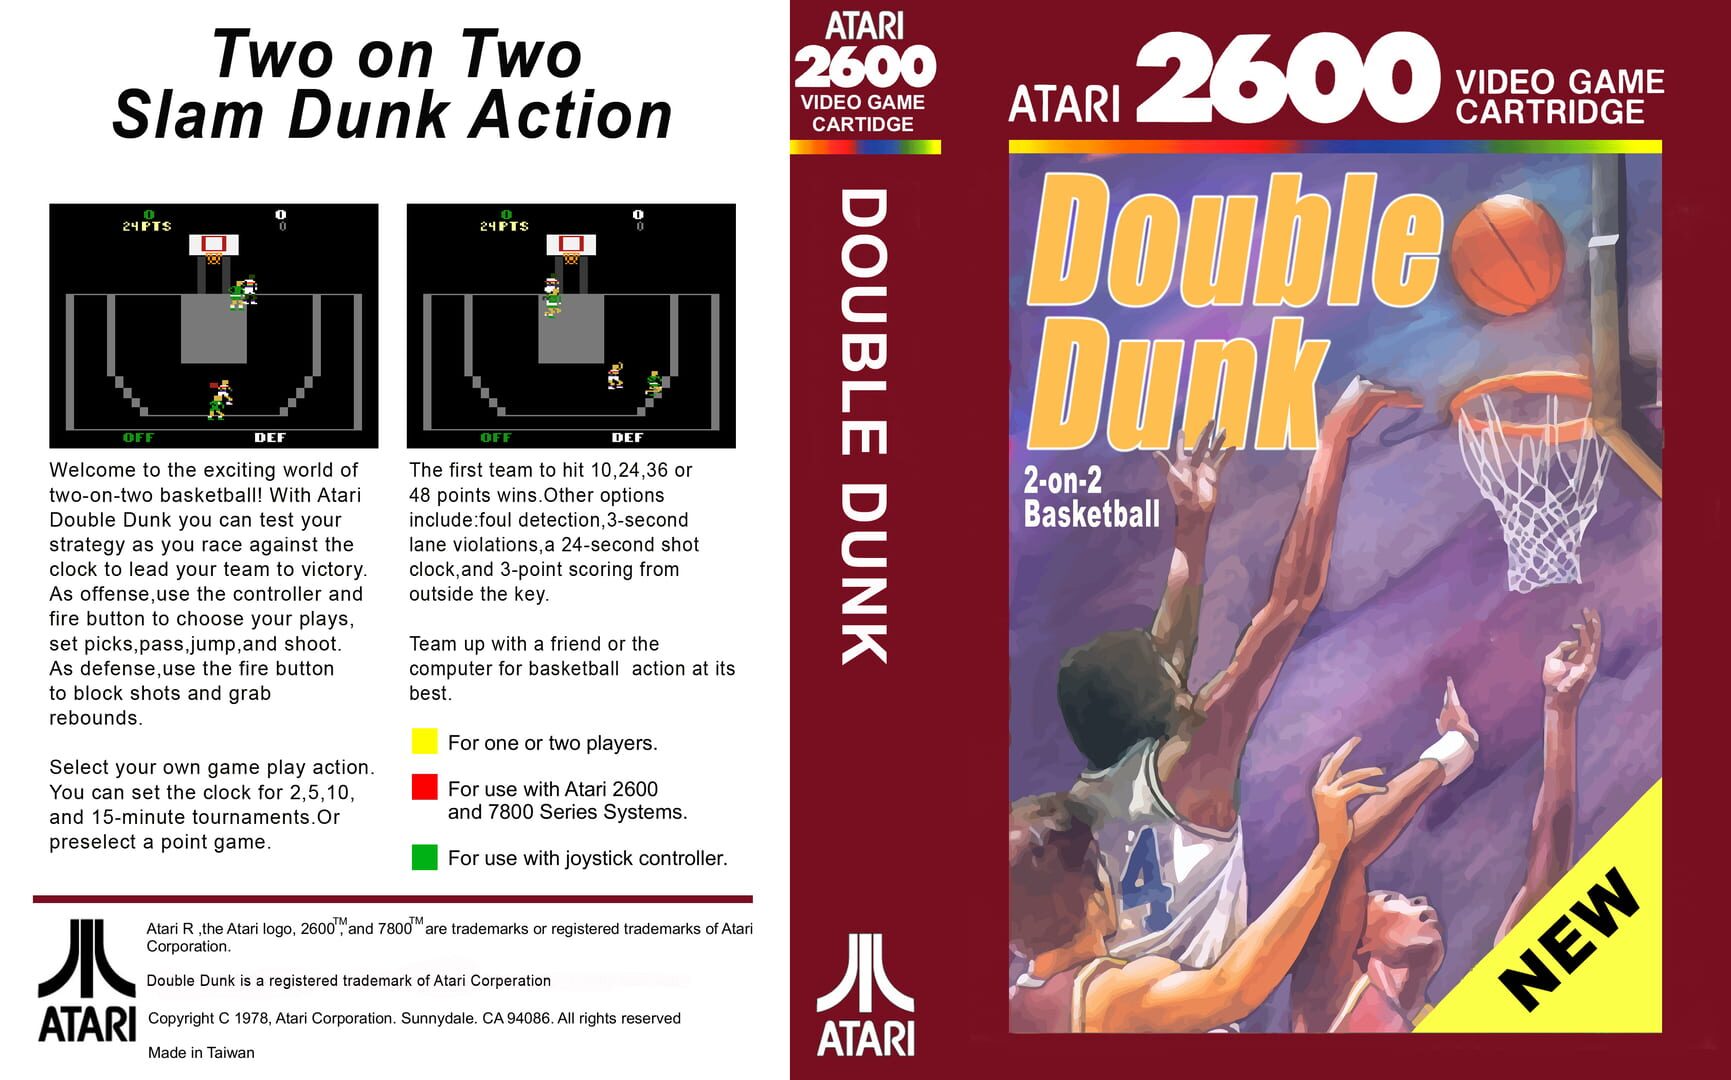 Two on Two
Slam Dunk Action
0 0
24PTS 0
OFF DEF
0 0
24PTS 0
OFF DEF
Welcome to the exciting world of
two-on-two basketball! With Atari
Double Dunk you can test your
strategy as you race against the
clock to lead your team to victory.
As offense,use the controller and
fire button to choose your plays,
set picks,pass,jump,and shoot.
As defense,use the fire button
to block shots and grab
rebounds.
Select your own game play action.
You can set the clock for 2,5,10,
and 15-minute tournaments.Or
preselect a point game.
The first team to hit 10,24,36 or
48 points wins.Other options
include:foul detection,3-second
lane violations,a 24-second shot
clock,and 3-point scoring from
outside the key.
Team up with a friend or the
computer for basketball  action at its
best.
For one or two players.
For use with Atari 2600
and 7800 Series Systems.
For use with joystick controller.
ATARI
Atari R ,the Atari logo, 2600™, and 7800™ are trademarks or registered trademarks of Atari
Corporation.
Double Dunk is a registered trademark of Atari Corperation
Copyright C 1978, Atari Corporation. Sunnydale. CA 94086. All rights reserved
Made in Taiwan
ATARI
2600
VIDEO GAME
CARTIDGE
DOUBLE DUNK
ATARI
ATARI 2600 VIDEO GAME
CARTRIDGE
Double
Dunk
2-on-2
Basketball
4
NEW